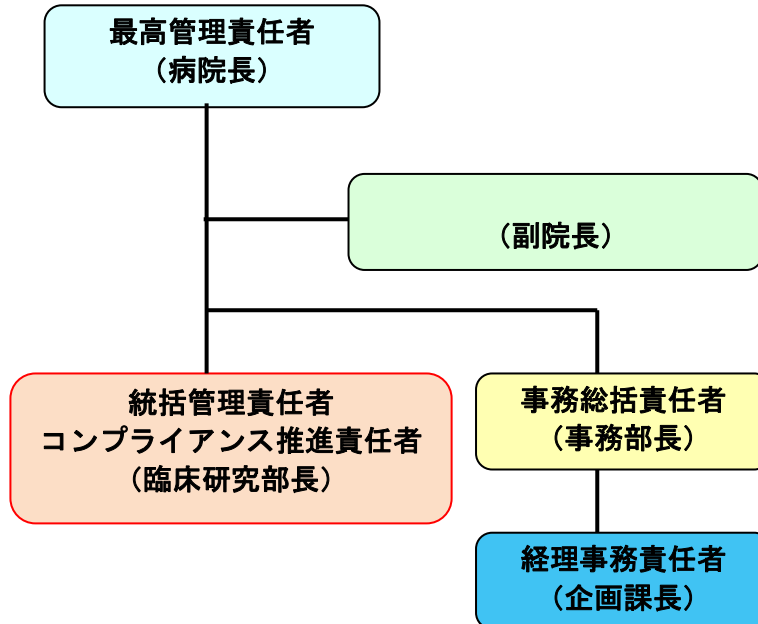 最高管理責任者
（病院長）
（副院長）
統括管理責任者
コンプライアンス推進責任者
（臨床研究部長）
事務総括責任者
（事務部長）
経理事務責任者
（企画課長）